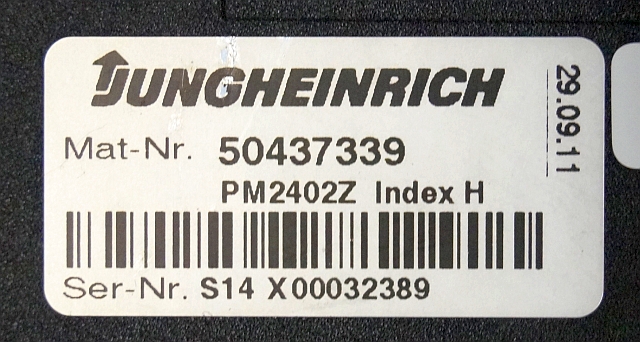 JUNGHEINRICH
Mat-Nr. 50437339
PM2402Z Index H
Ser-Nr. S14 X00032389
29.09.11